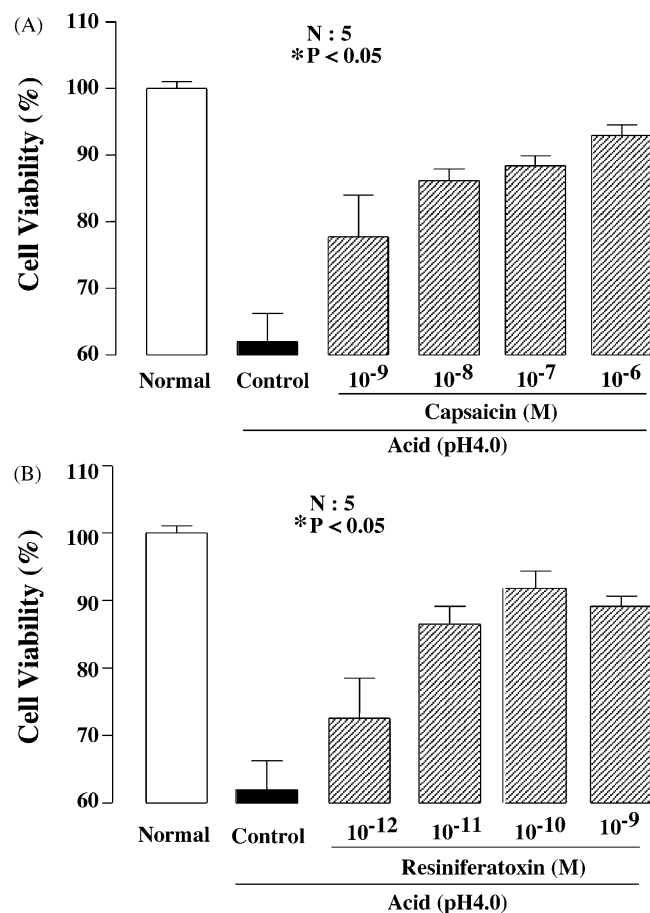 (A)
110
N : 5
*P < 0.05
100
90
80
70
60
Cell Viability (%)
Normal Control 10-9 10-8 10-7 10-6
Capsaicin (M)
Acid (pH4.0)
(B)
110
N : 5
*P < 0.05
100
90
80
70
60
Cell Viability (%)
Normal Control 10-12 10-11 10-10 10-9
Resiniferatoxin (M)
Acid (pH4.0)